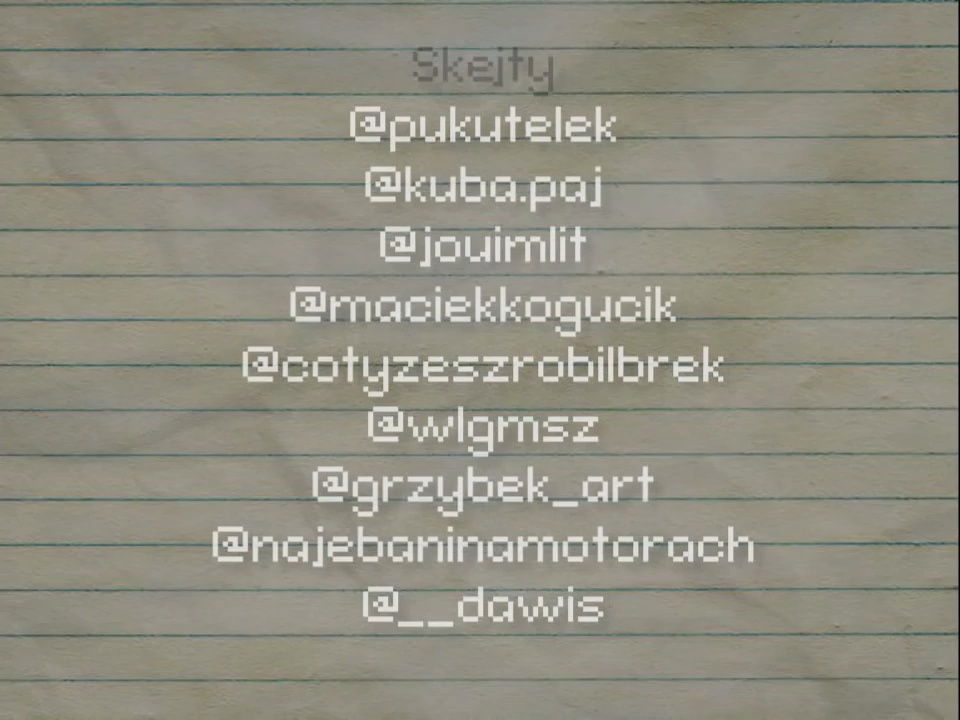 Skejty
@pukutelek
@kuba.paj
@jouimlit
@maciekkogucik
@cotyzeszrobilbrek
@wlgmsz
@grzybek_art
@najebaninamotorach
@__dawis